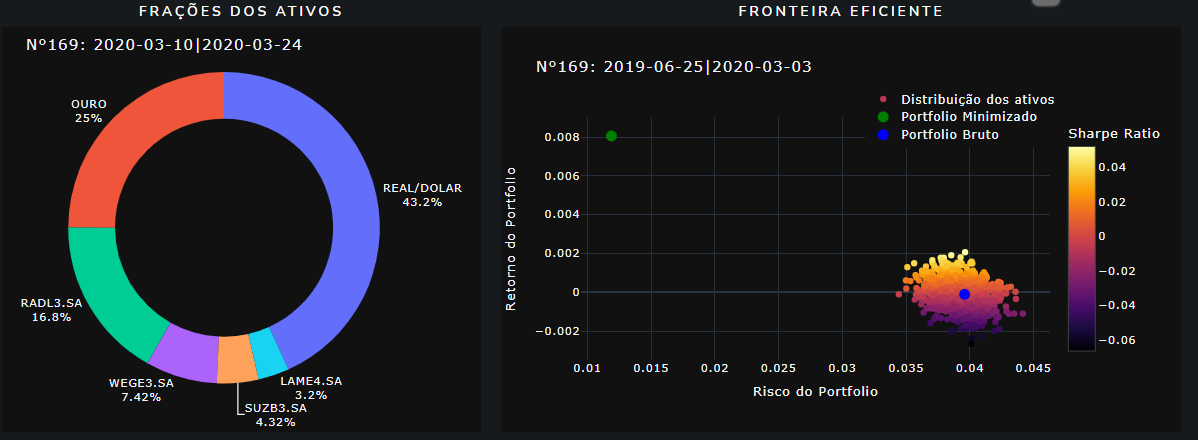 FRAÇÕES DOS ATIVOS
Nº169: 2020-03-10|2020-03-24
OURO
25%
REAL/DOLAR
43.2%
RADL3.SA
16.8%
WEGE3.SA
7.42%
LAME4.SA
3.2%
SUZB3.SA
4.32%
FRONTEIRA EFICIENTE
Nº169: 2019-06-25|2020-03-03
Distribuição dos ativos
Portfolio Minimizado
Portfolio Bruto
Sharpe Ratio
0.04
0.02
0
−0.02
−0.04
−0.06
Retorno do Portfolio
0.008
0.006
0.004
0.002
0
−0.002
0.01 0.015 0.02 0.025 0.03 0.035 0.04 0.045
Risco do Portfolio